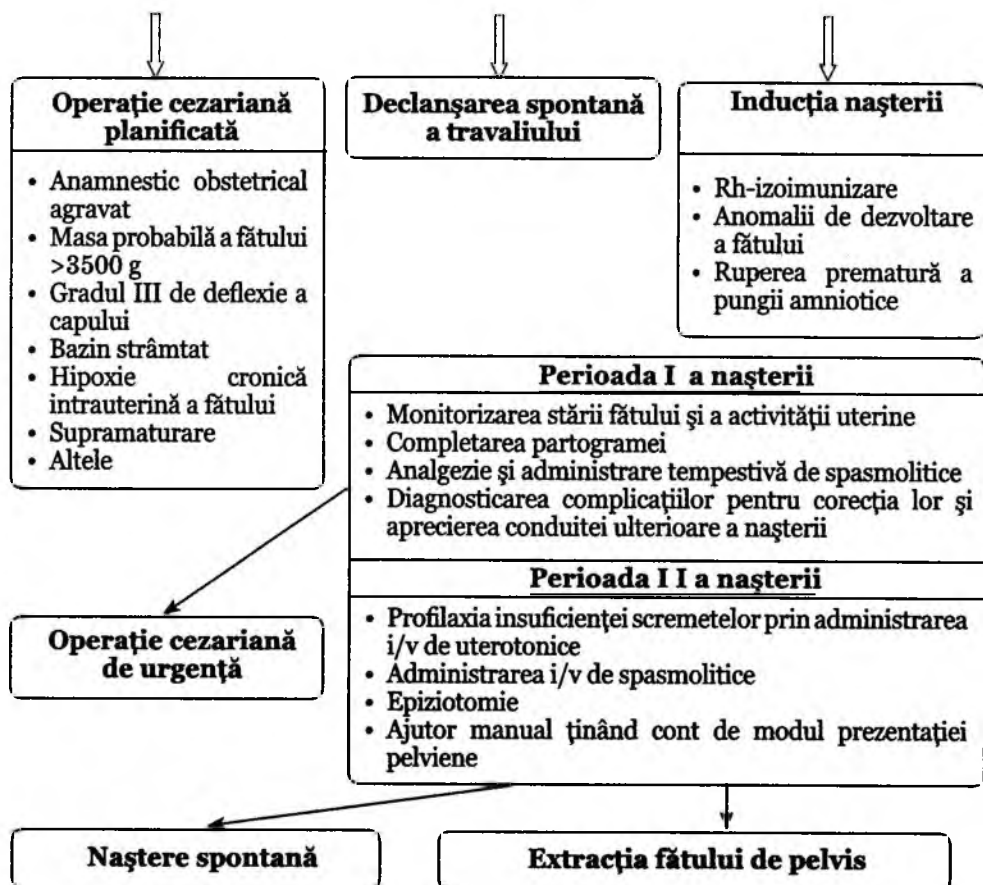 Operaţie cezariană
planificată
• Anamnestic obstetrical
agravat
• Masa probabilă a fătului
>3500 g
• Gradul III de deflexie a
capului
• Bazin strâmtat
• Hipoxie cronică
intrauterină a fătului
• Supramaturare
• Altele
Declanşarea spontană
a travaliului
Inducţia naşterii
• Rh-izoimunizare
• Anomalii de dezvoltare
a fătului
• Ruperea prematură a
pungii amniotice
Perioada I a naşterii
• Monitorizarea stării fătului şi a activităţii uterine
• Completarea partogramei
• Analgezie şi administrare tempestivă de spasmolitice
• Diagnosticarea complicaţiilor pentru corecţia lor şi
aprecierea conduitei ulterioare a naşterii
Perioada I I a naşterii
• Profilaxia insuficienţei scremetelor prin administrarea
i/v de uterotonice
• Administrarea i/v de spasmolitice
• Epiziotomie
• Ajutor manual ţinând cont de modul prezentaţiei
pelviene
Operaţie cezariană
de urgenţă
Naştere spontană
Extracţia fătului de pelvis